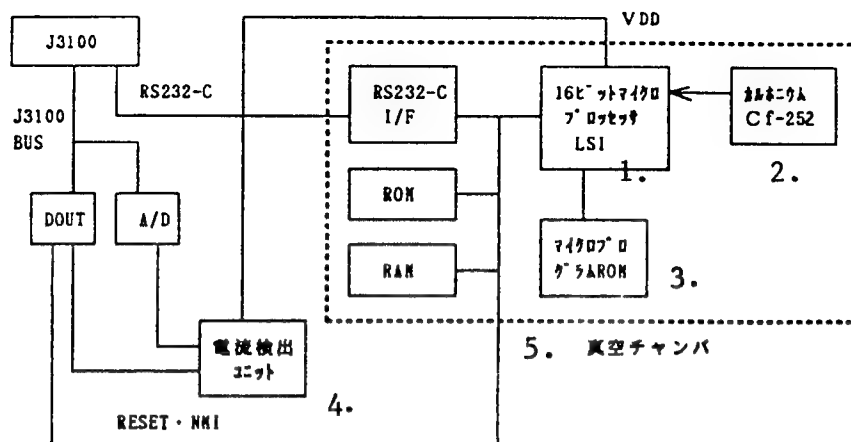 VDD
J3100
RS232-C
J3100
BUS
RS232-C
I/F
16ビットマイクロ
プロッセッサ
LSI
1.
カルホニウム
Cf-252
2.
DOUT
A/D
ROM
RAM
マイクロプロ
グラムROM
3.
電流検出
ユニット
4.
5. 真空チャンバ
RESET・NMI